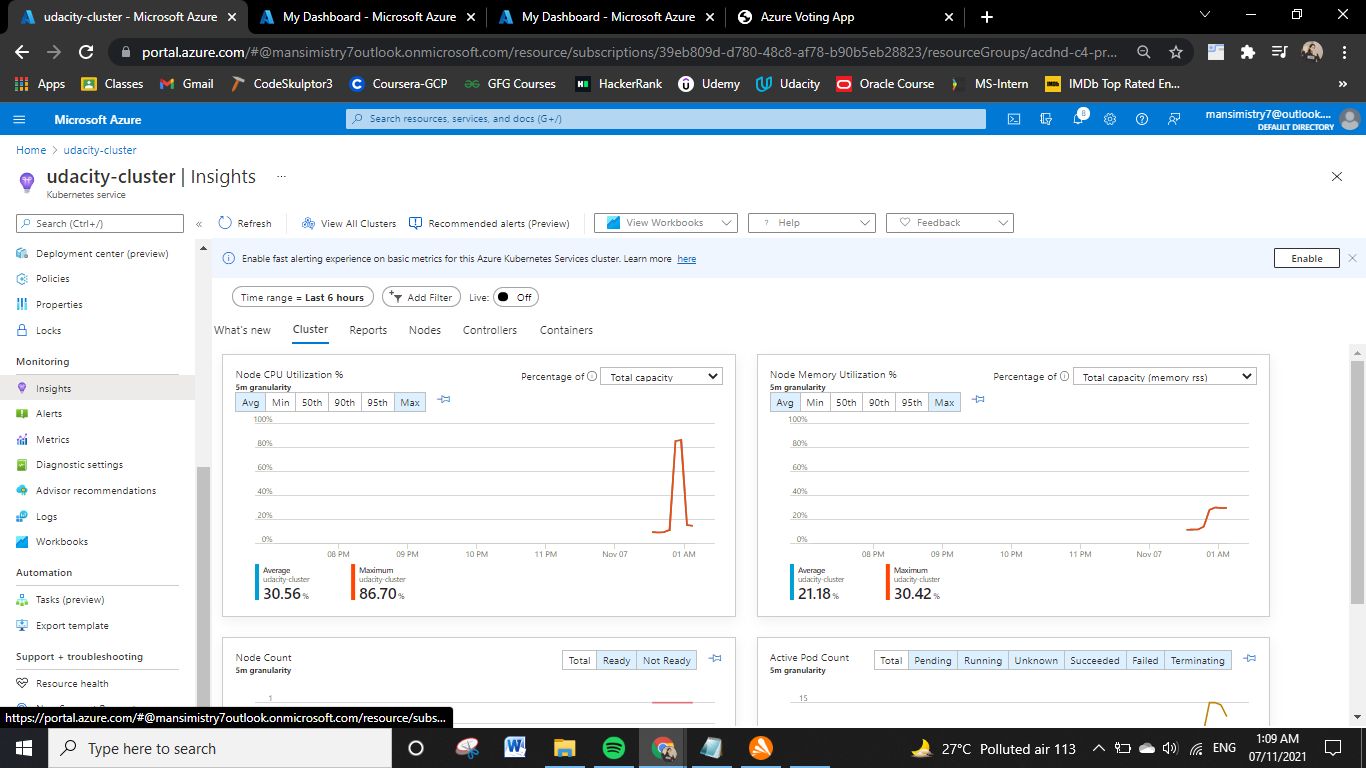 udacity-cluster - Microsoft Azure
My Dashboard - Microsoft Azure
My Dashboard - Microsoft Azure
Azure Voting App
portal.azure.com/#@mansimistry7outlook.onmicrosoft.com/resource/subscriptions/39eb809d-d780-48c8-af78-b90b5eb28823/resourceGroups/acdnd-c4-pr...
Apps Classes Gmail CodeSkulptor3 Coursera-GCP GFG Courses HackerRank Udemy Udacity Oracle Course MS-Intern IMDb Top Rated En... »
Microsoft Azure
Search resources, services, and docs (G+/)
8
mansimistry7@outlook....
DEFAULT DIRECTORY
Home > udacity-cluster
udacity-cluster | Insights ...
Kubernetes service
Search (Ctrl+/) «
Refresh View All Clusters Recommended alerts (Preview) View Workbooks ? Help Feedback
Deployment center (preview)
Policies
Properties
Locks
Monitoring
Insights
Alerts
Metrics
Diagnostic settings
Advisor recommendations
Logs
Workbooks
Automation
Tasks (preview)
Export template
Support + troubleshooting
Resource health
Enable fast alerting experience on basic metrics for this Azure Kubernetes Services cluster. Learn more here
Enable
Time range = Last 6 hours Add Filter Live: Off
What's new Cluster Reports Nodes Controllers Containers
Node CPU Utilization %
5m granularity
Percentage of Total capacity
Avg Min 50th 90th 95th Max
100%
80%
60%
40%
20%
0%
08 PM 09 PM 10 PM 11 PM Nov 07 01 AM
Average
udacity-cluster
30.56 %
Maximum
udacity-cluster
86.70 %
Node Memory Utilization %
5m granularity
Percentage of Total capacity (memory rss)
Avg Min 50th 90th 95th Max
100%
80%
60%
40%
20%
0%
08 PM 09 PM 10 PM 11 PM Nov 07 01 AM
Average
udacity-cluster
21.18 %
Maximum
udacity-cluster
30.42 %
Node Count
5m granularity
Total Ready Not Ready
1
Active Pod Count
5m granularity
Total Pending Running Unknown Succeeded Failed Terminating
15
https://portal.azure.com/#@mansimistry7outlook.onmicrosoft.com/resource/subs...
Type here to search
27°C Polluted air 113
ENG
1:09 AM
07/11/2021